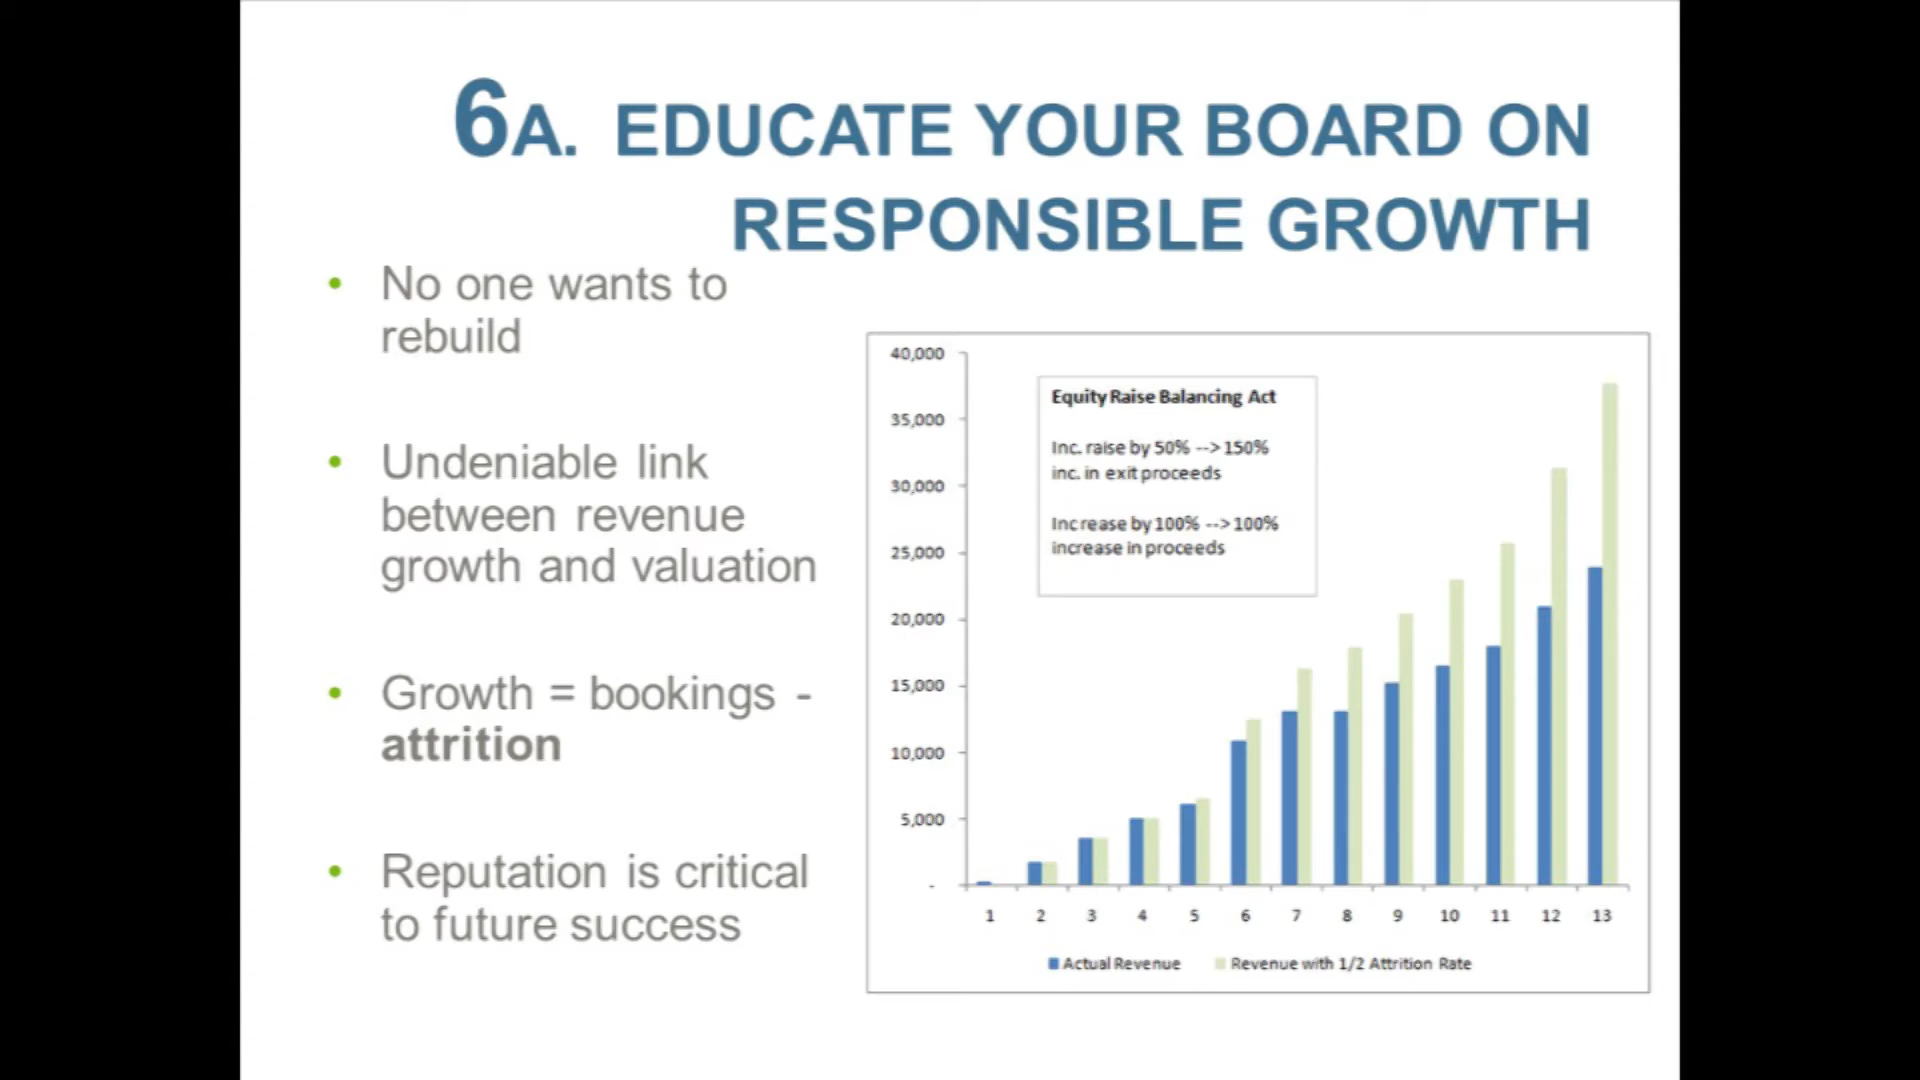 6A. EDUCATE YOUR BOARD ON
RESPONSIBLE GROWTH
• No one wants to
rebuild
• Undeniable link
between revenue
growth and valuation
• Growth = bookings -
attrition
• Reputation is critical
to future success
40,000
35,000
30,000
25,000
20,000
15,000
10,000
5,000
-
Equity Raise Balancing Act
Inc. raise by 50% --> 150%
inc. in exit proceeds
Increase by 100% --> 100%
increase in proceeds
1 2 3 4 5 6 7 8 9 10 11 12 13
Actual Revenue Revenue with 1/2 Attrition Rate